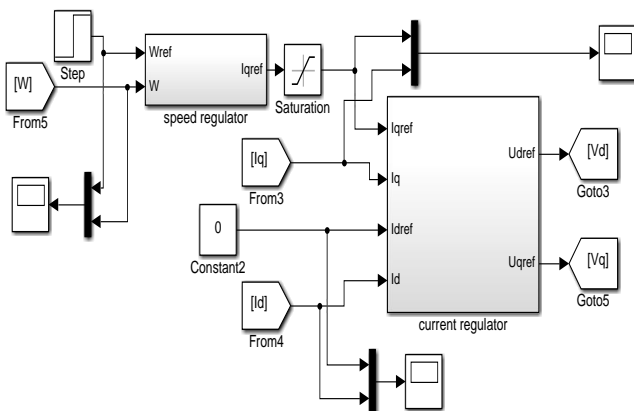 Step
Wref
W
Iqref
speed regulator
Saturation
[W]
From5
[Iq]
From3
0
Constant2
[Id]
From4
Iqref
Iq
Idref
Id
Udref
Uqref
current regulator
[Vd]
Goto3
[Vq]
Goto5